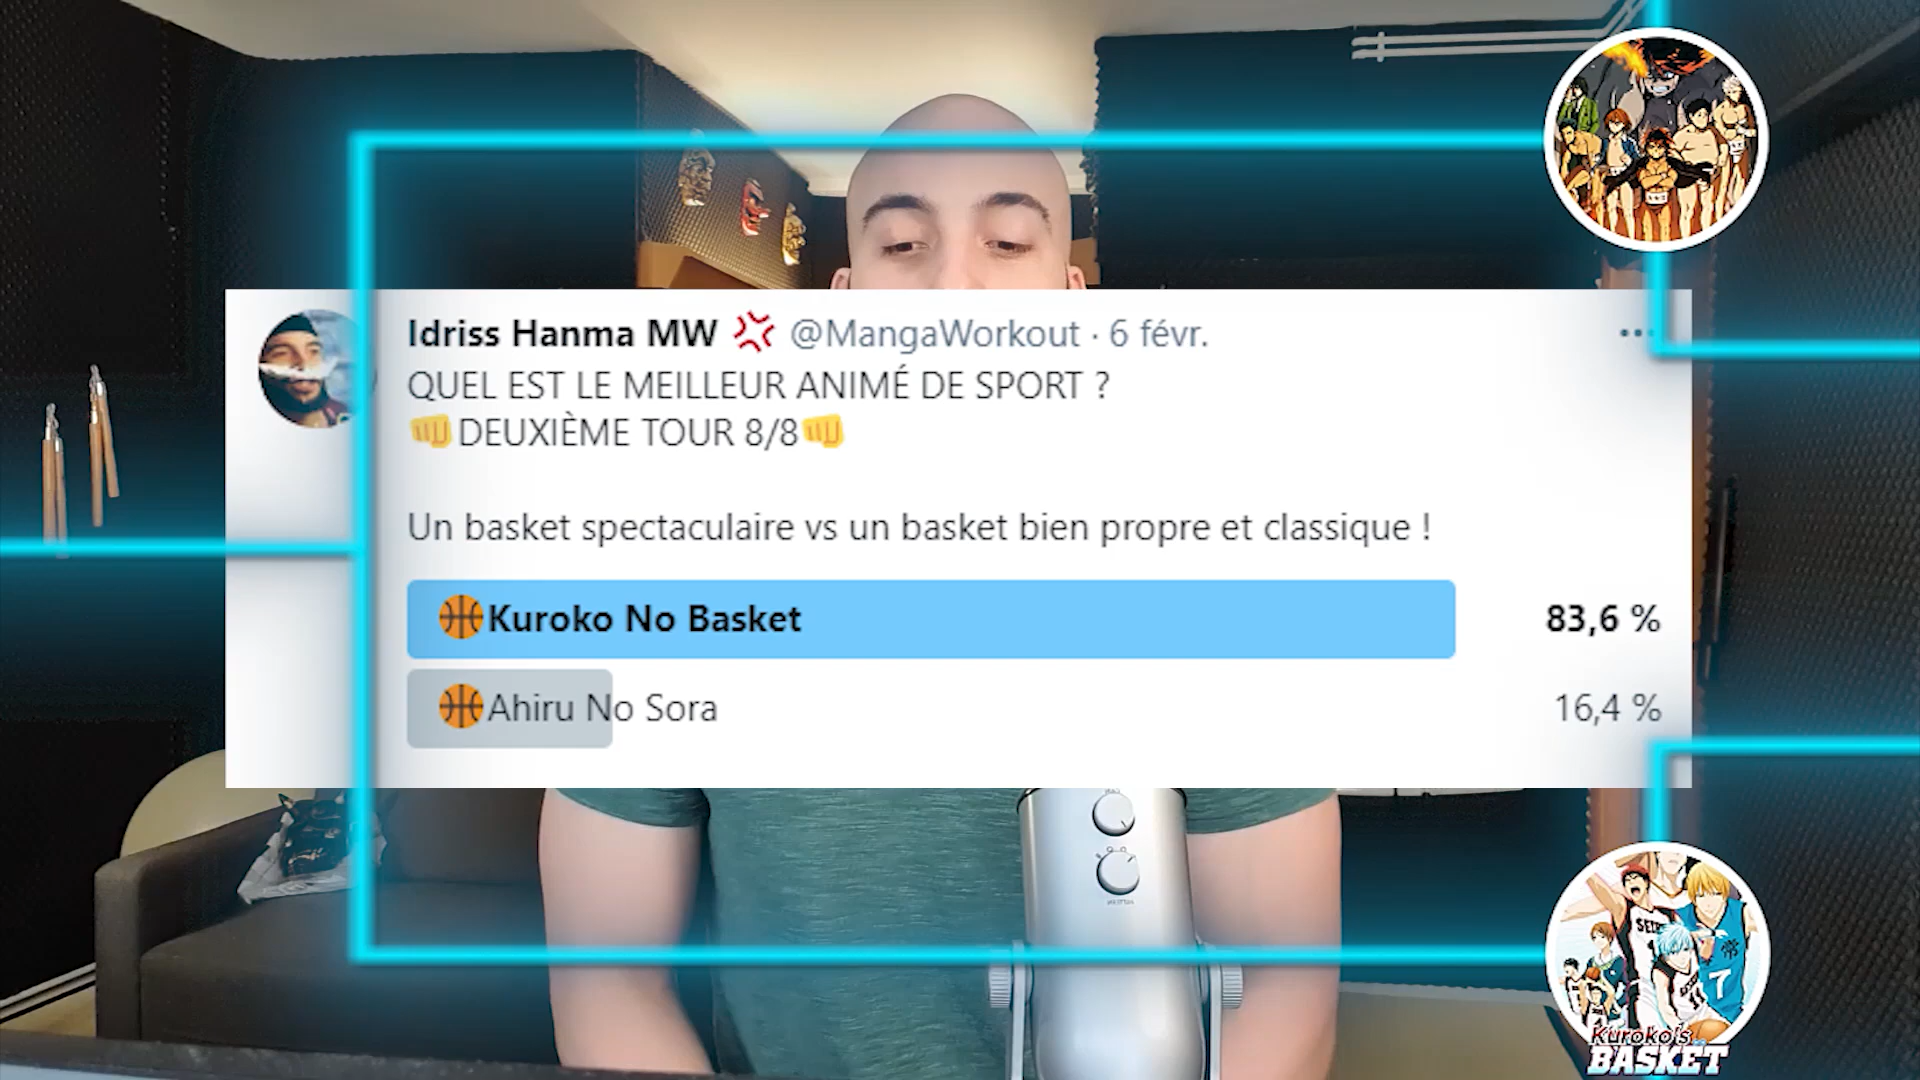 Idriss Hanma MW 💢 @MangaWorkout · 6 févr.
QUEL EST LE MEILLEUR ANIMÉ DE SPORT ?
👊DEUXIÈME TOUR 8/8👊
Un basket spectaculaire vs un basket bien propre et classique !
🏀Kuroko No Basket 83,6 %
🏀Ahiru No Sora 16,4 %
7
Kuroko's
BASKET